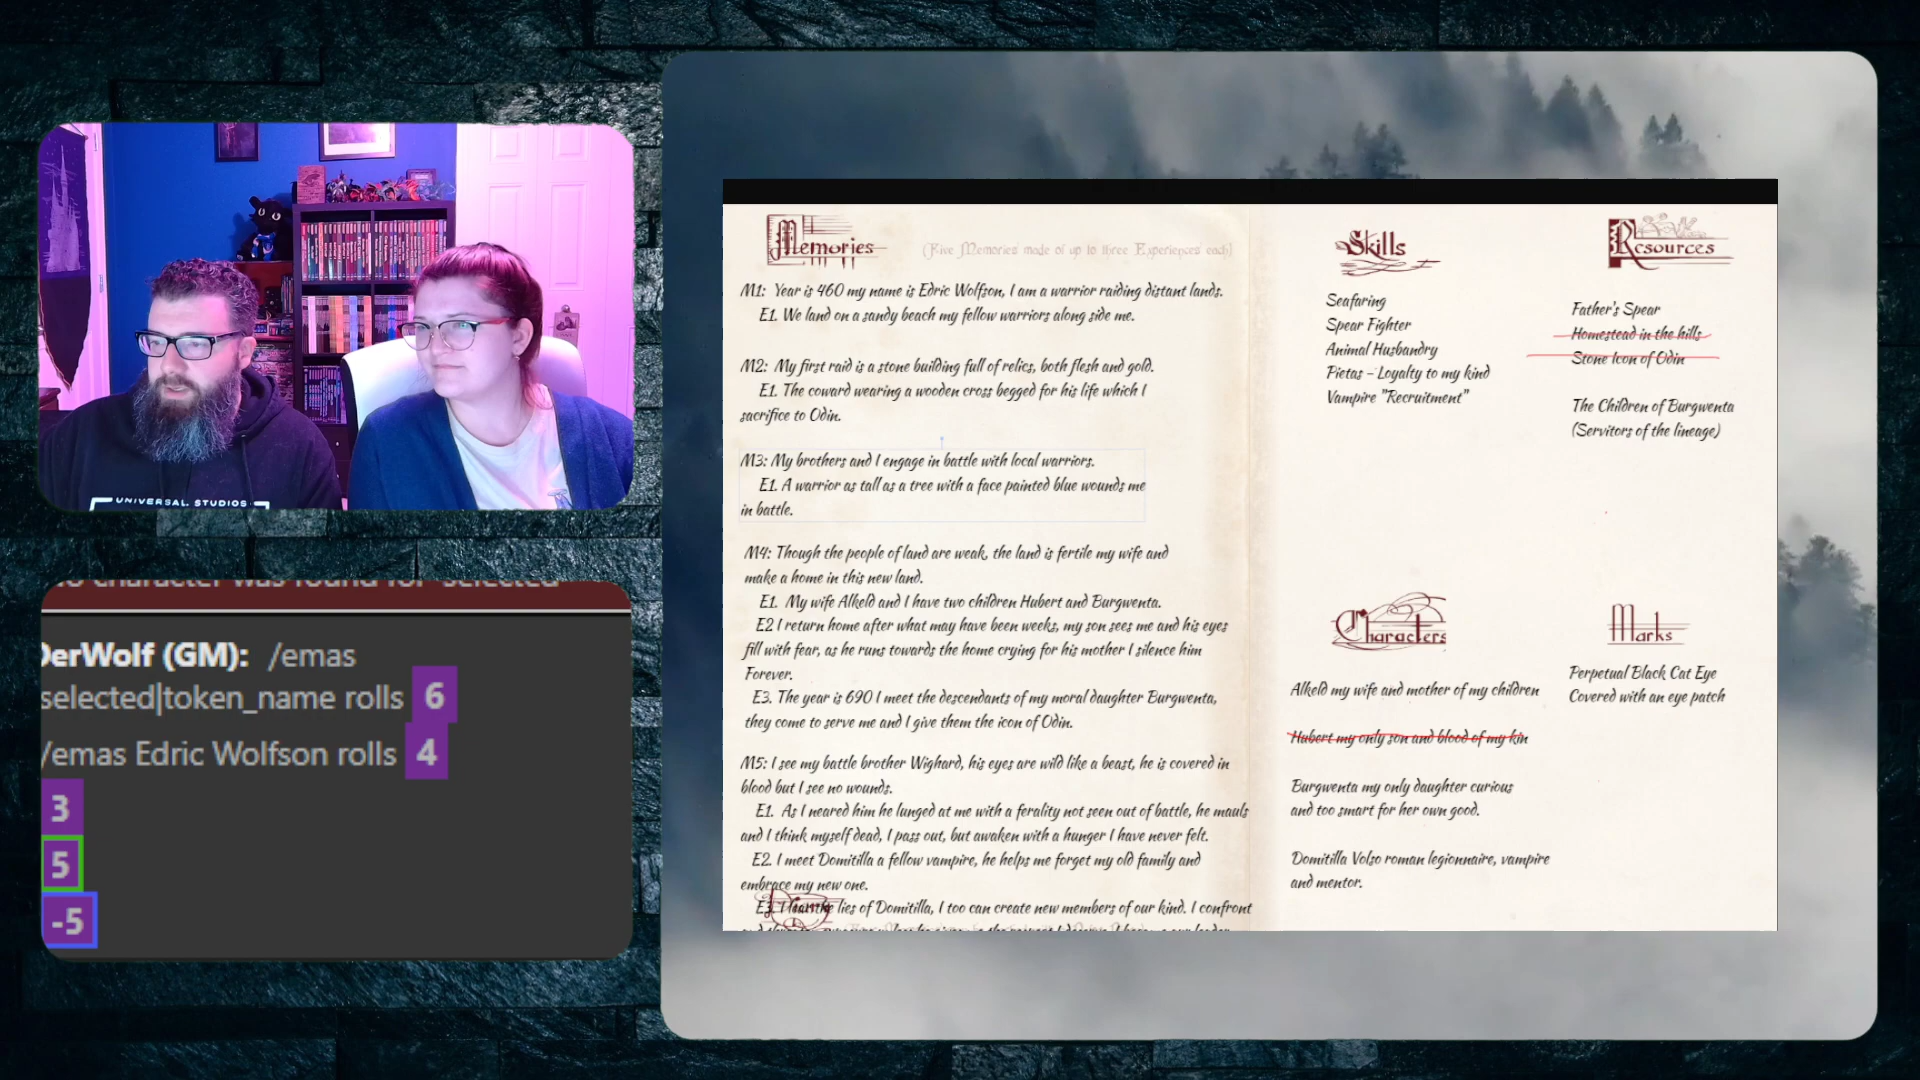 UNIVERSAL STUDIOS
DerWolf (GM): /emas
selected|token_name rolls 6
/emas Edric Wolfson rolls 4
3
5
-5
Memories
(Five Memories made of up to three Experiences each)
M1: Year is 460 my name is Edric Wolfson, I am a warrior raiding distant lands.
E1. We land on a sandy beach my fellow warriors along side me.
M2: My first raid is a stone building full of relics, both flesh and gold.
E1. The coward wearing a wooden cross begged for his life which I
sacrifice to Odin.
M3: My brothers and I engage in battle with local warriors.
E1. A warrior as tall as a tree with a face painted blue wounds me
in battle.
M4: Though the people of land are weak, the land is fertile my wife and
make a home in this new land.
E1. My wife Alkeld and I have two children Hubert and Burgwenta.
E2 I return home after what may have been weeks, my son sees me and his eyes
fill with fear, as he runs towards the home crying for his mother I silence him
Forever.
E3. The year is 690 I meet the descendants of my moral daughter Burgwenta,
they come to serve me and I give them the icon of Odin.
M5: I see my battle brother Wighard, his eyes are wild like a beast, he is covered in
blood but I see no wounds.
E1. As I neared him he lunged at me with a ferality not seen out of battle, he mauls
and I think myself dead, I pass out, but awaken with a hunger I have never felt.
E2. I meet Domitilla a fellow vampire, he helps me forget my old family and
embrace my new one.
E3. I lies of Domitilla, I too can create new members of our kind. I confront
Skills
Seafaring
Spear Fighter
Animal Husbandry
Pietas - Loyalty to my kind
Vampire "Recruitment"
Resources
Father's Spear
Homestead in the hills
Stone Icon of Odin
The Children of Burgwenta
(Servitors of the lineage)
Characters
Alkeld my wife and mother of my children
Hubert my only son and blood of my kin
Burgwenta my only daughter curious
and too smart for her own good.
Domitilla Volso roman legionnaire, vampire
and mentor.
Marks
Perpetual Black Cat Eye
Covered with an eye patch